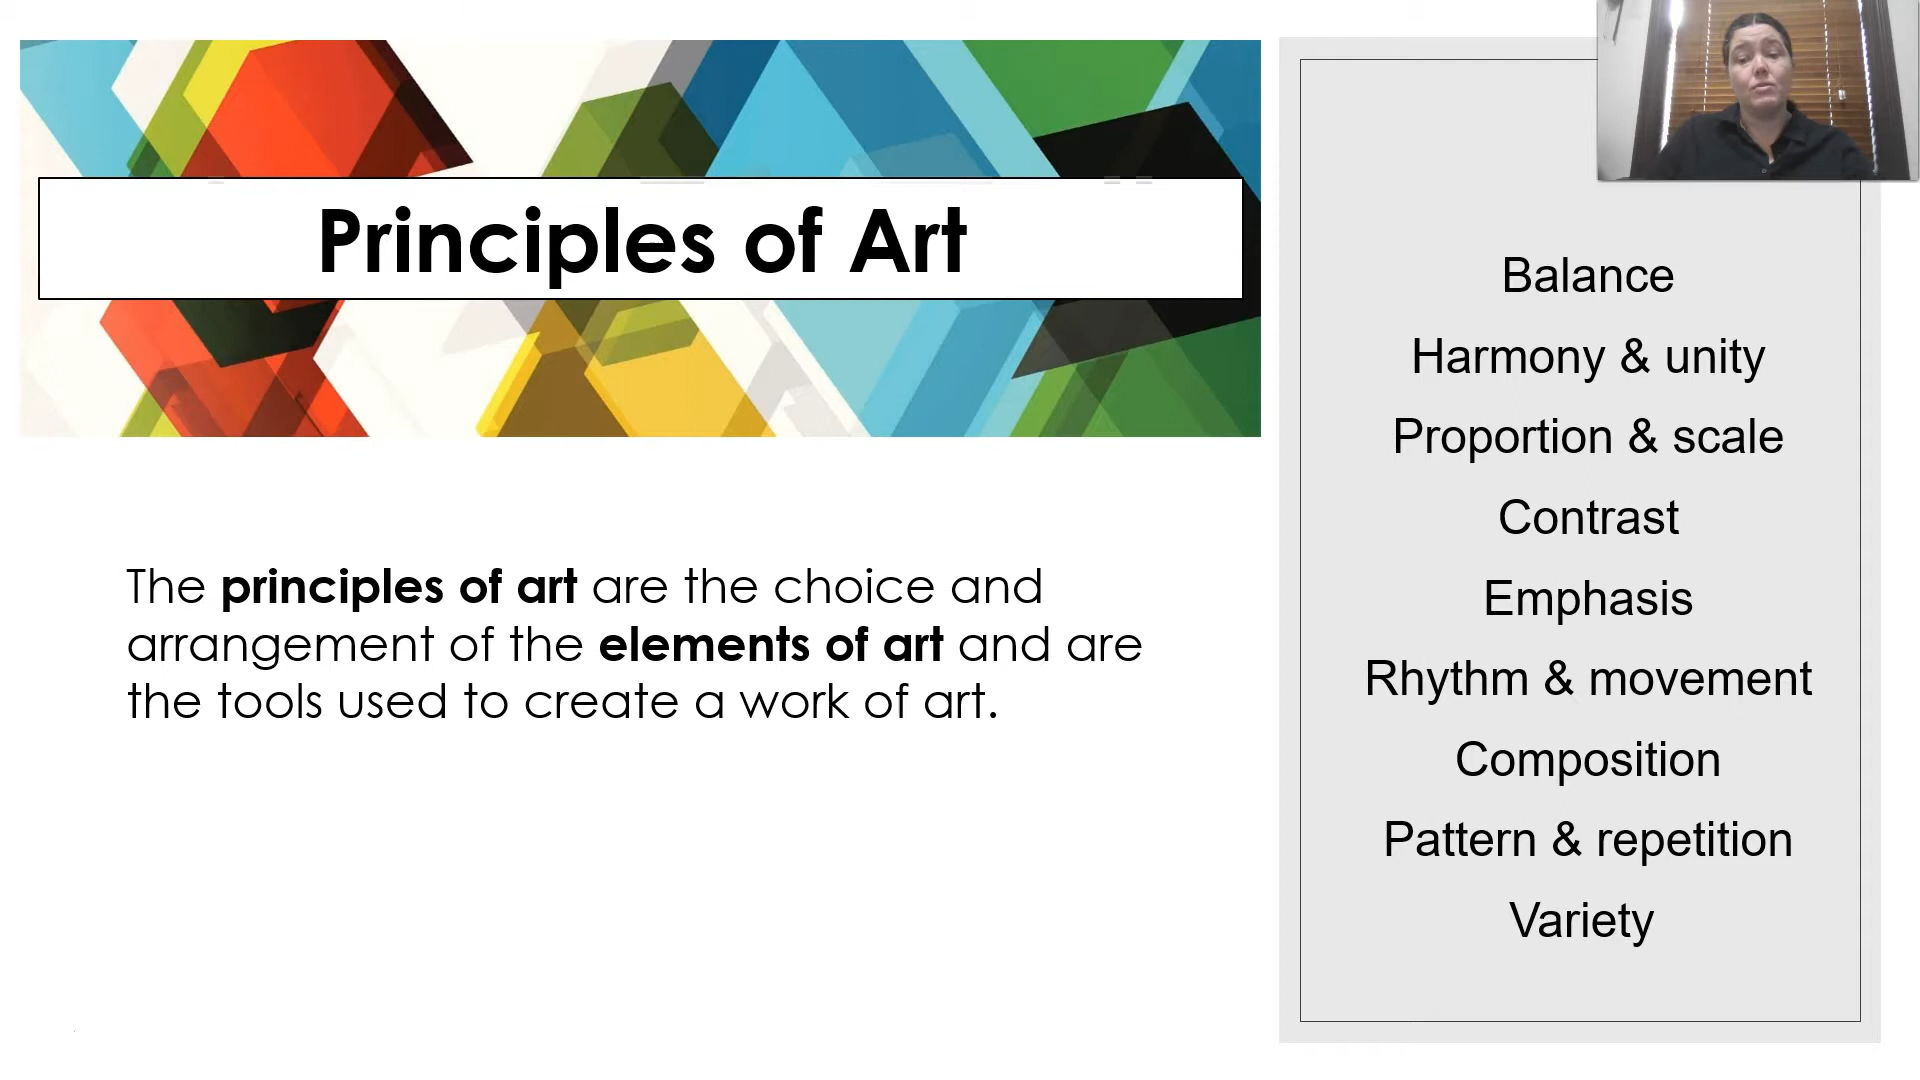 Principles of Art
The principles of art are the choice and
arrangement of the elements of art and are
the tools used to create a work of art.
Balance
Harmony & unity
Proportion & scale
Contrast
Emphasis
Rhythm & movement
Composition
Pattern & repetition
Variety